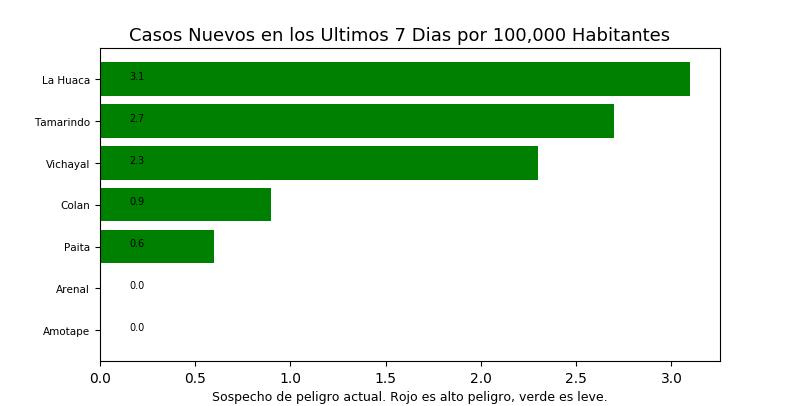 Casos Nuevos en los Ultimos 7 Dias por 100,000 Habitantes
La Huaca 3.1
Tamarindo 2.7
Vichayal 2.3
Colan 0.9
Paita 0.6
Arenal 0.0
Amotape 0.0
0.0 0.5 1.0 1.5 2.0 2.5 3.0
Sospecho de peligro actual. Rojo es alto peligro, verde es leve.